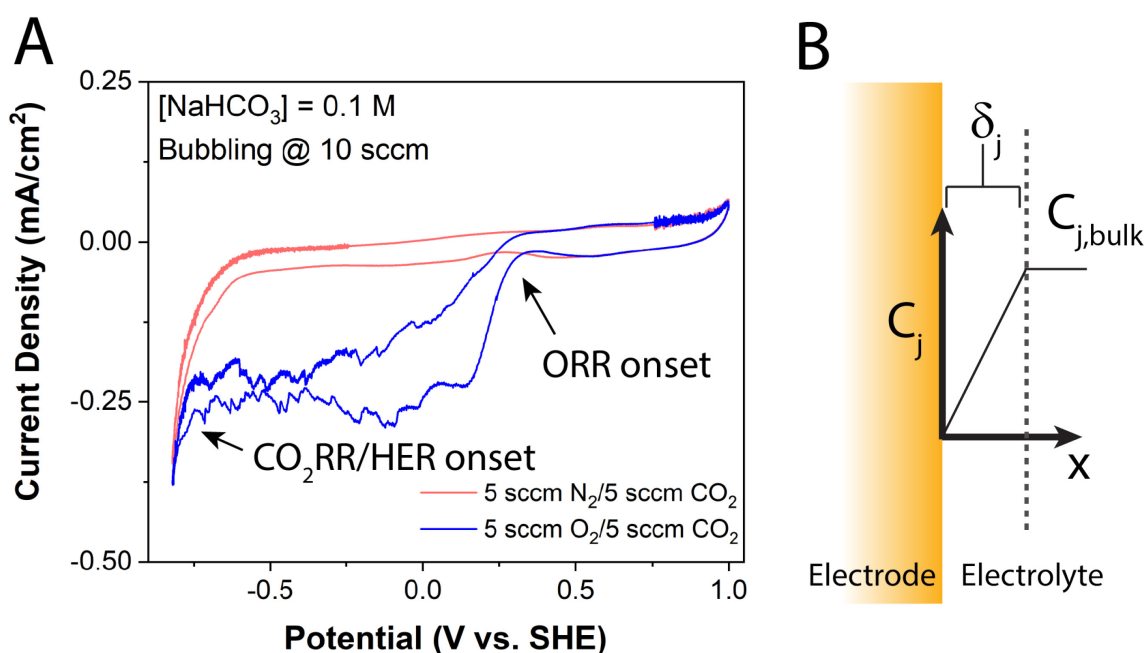 A
[NaHCO₃] = 0.1 M
Bubbling @ 10 sccm
ORR onset
CO₂RR/HER onset
5 sccm N₂/5 sccm CO₂
5 sccm O₂/5 sccm CO₂
0.25
0.00
-0.25
-0.50
Current Density (mA/cm²)
-0.5
0.0
0.5
1.0
Potential (V vs. SHE)
B
δⱼ
C_{j,bulk}
Cⱼ
x
Electrode
Electrolyte